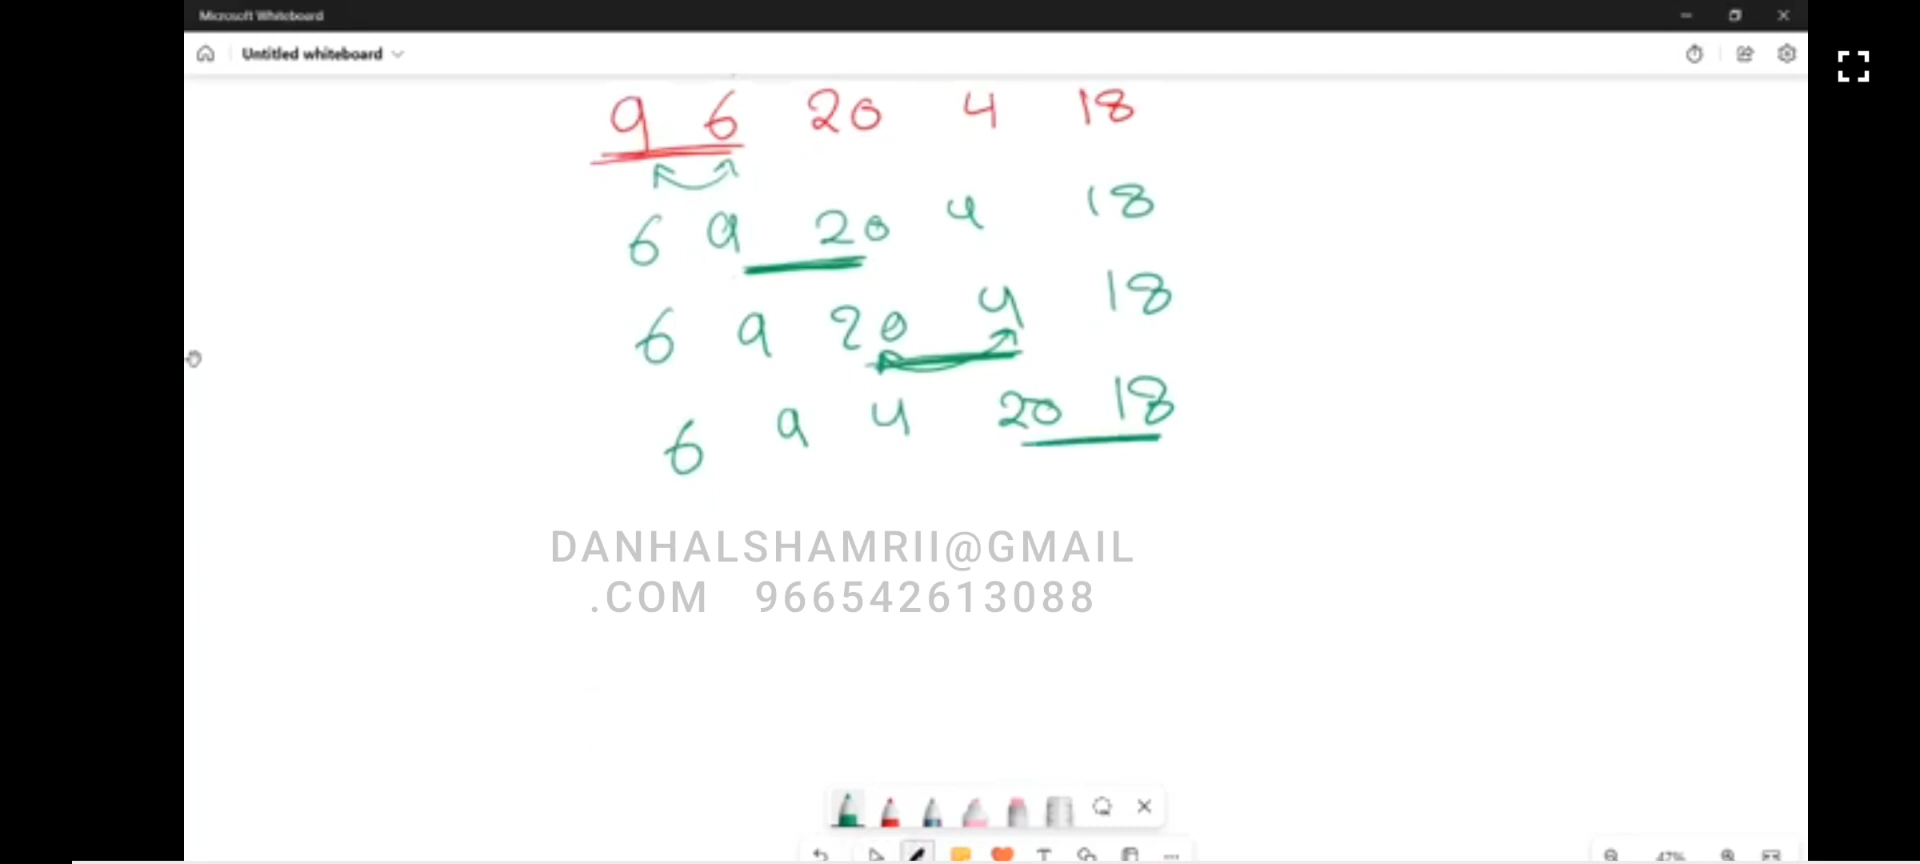 Microsoft Whiteboard
Untitled whiteboard
9 6 20 4 18
6 9 20 4 18
6 9 20 4 18
6 9 4 20 18
DANHALSHAMRII@GMAIL
.COM 966542613088
47%